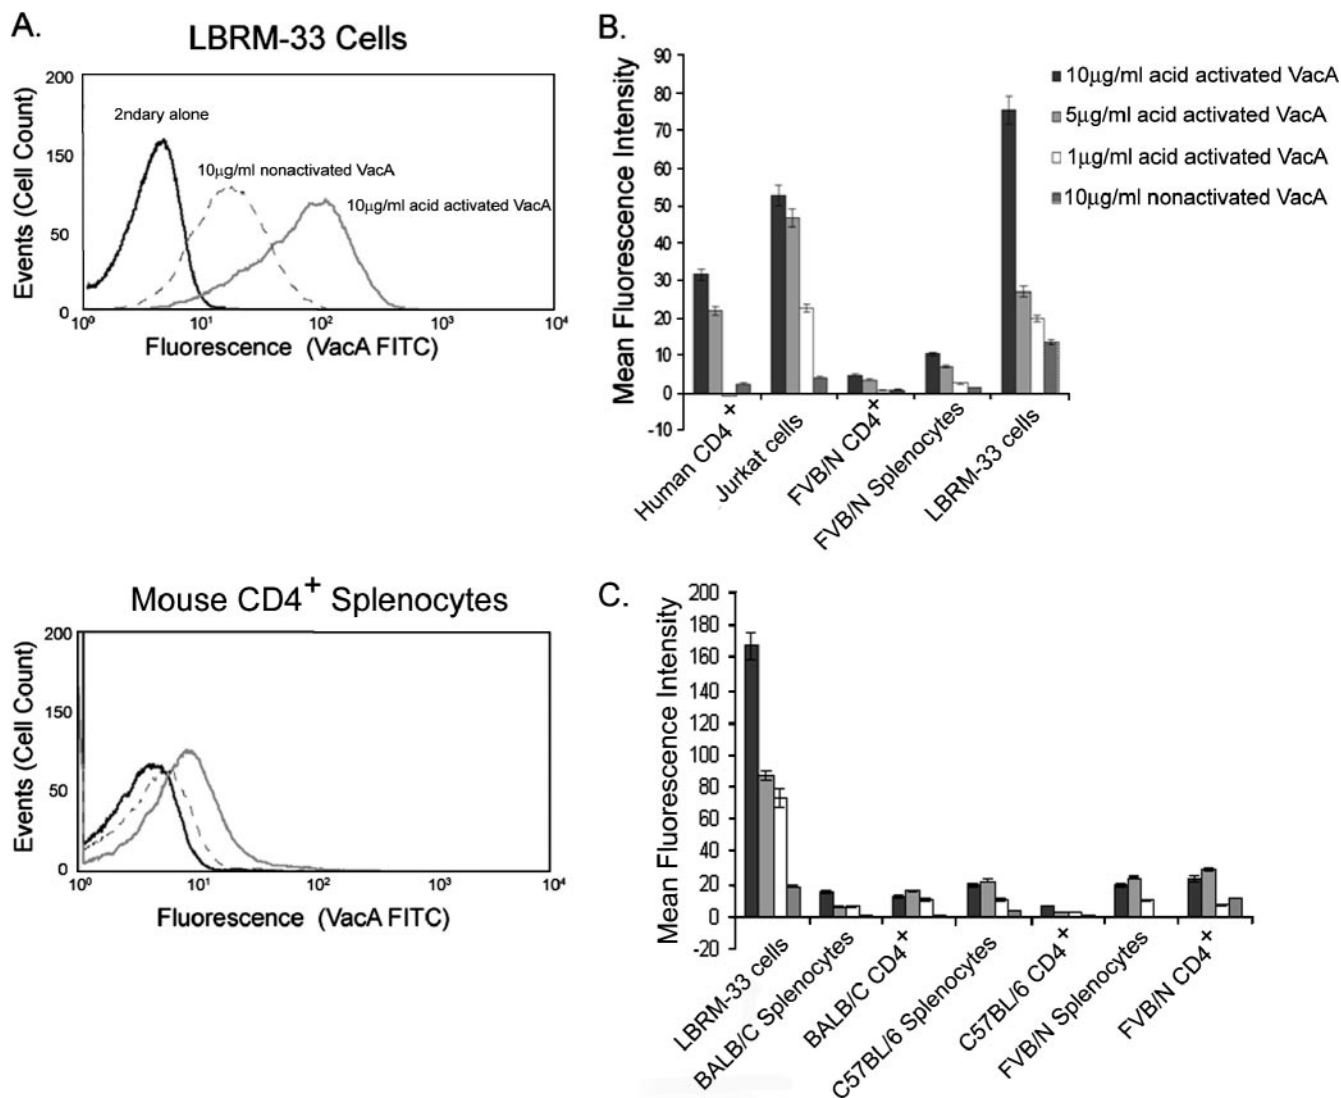 A.
LBRM-33 Cells
200
150
50
0
Events (Cell Count)
2ndary alone
10µg/ml nonactivated VacA
10µg/ml acid activated VacA
10⁰ 10¹ 10² 10³ 10⁴
Fluorescence (VacA FITC)
Mouse CD4⁺ Splenocytes
200
150
50
0
Events (Cell Count)
10⁰ 10¹ 10² 10³ 10⁴
Fluorescence (VacA FITC)
B.
Mean Fluorescence Intensity
90
80
70
60
50
40
30
20
10
0
-10
10µg/ml acid activated VacA
5µg/ml acid activated VacA
1µg/ml acid activated VacA
10µg/ml nonactivated VacA
Human CD4⁺
Jurkat cells
FVB/N CD4⁺
FVB/N Splenocytes
LBRM-33 cells
C.
Mean Fluorescence Intensity
200
180
160
140
120
100
80
60
40
20
0
-20
LBRM-33 cells
BALB/C Splenocytes
BALB/C CD4⁺
C57BL/6 Splenocytes
C57BL/6 CD4⁺
FVB/N Splenocytes
FVB/N CD4⁺